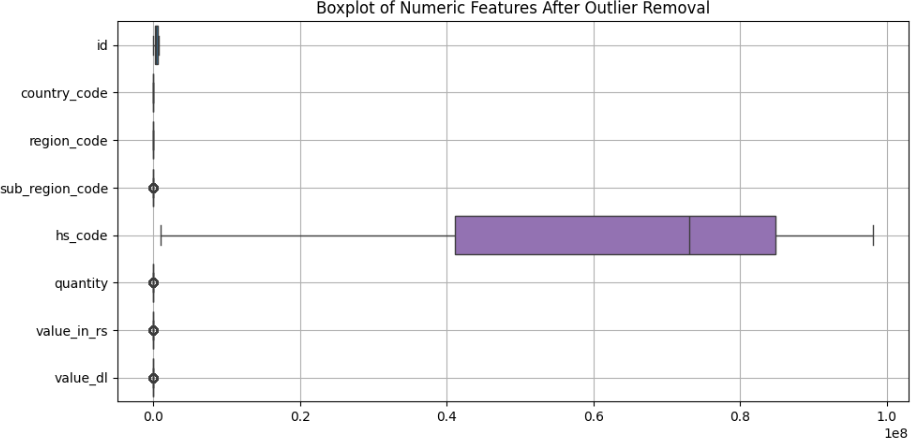 Boxplot of Numeric Features After Outlier Removal
id
country_code
region_code
sub_region_code
hs_code
quantity
value_in_rs
value_dl
0.0 0.2 0.4 0.6 0.8 1.0
1e8